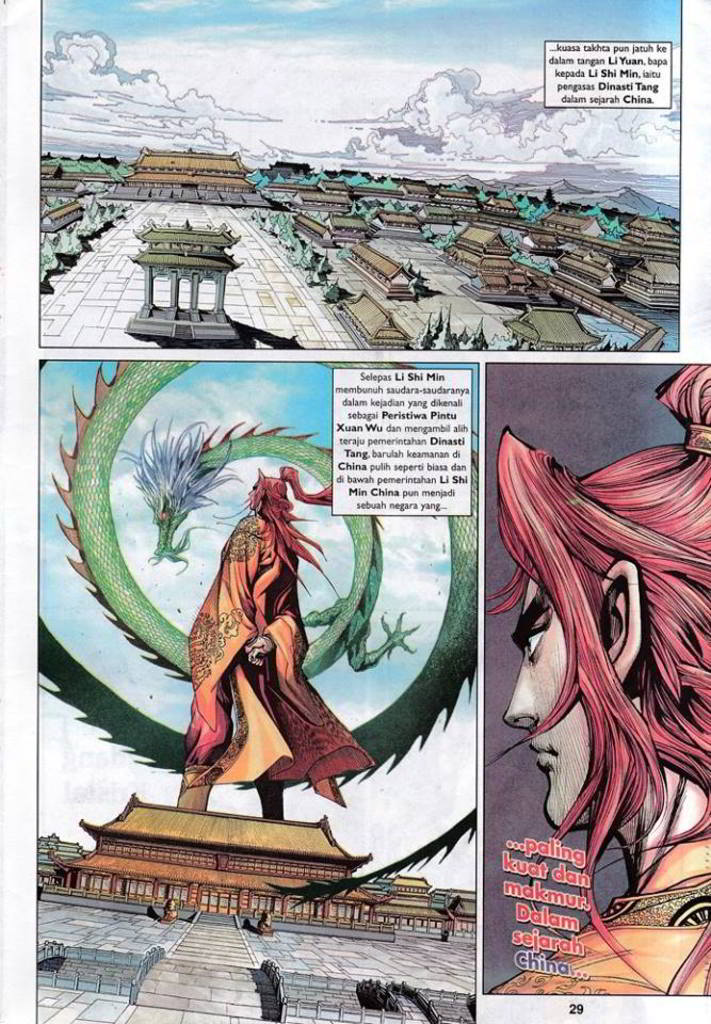 ...kuasa takhta pun jatuh ke
dalam tangan Li Yuan, bapa
kepada Li Shi Min, iaitu
pengasas Dinasti Tang
dalam sejarah China.
Selepas Li Shi Min
membunuh saudara-saudaranya
dalam kejadian yang dikenali
sebagai Peristiwa Pintu
Xuan Wu dan mengambil alih
teraju pemerintahan Dinasti
Tang, barulah keamanan di
China pulih seperti biasa dan
di bawah pemerintahan Li Shi
Min China pun menjadi
sebuah negara yang...
...paling
kuat dan
makmur.
Dalam
sejarah
China...
29